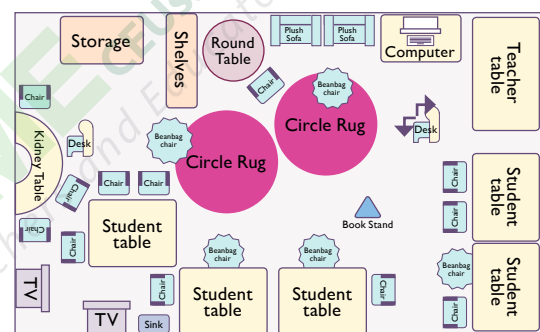 Storage
Shelves
Round
Table
Plush
Sofa
Plush
Sofa
Computer
Teacher
table
Chair
Chair
Beanbag
chair
Circle Rug
Desk
Kidney Table
Desk
Beanbag
chair
Circle Rug
Chair
Chair
Chair
Chair
Student
table
Chair
Book Stand
Chair
Chair
Student
table
Beanbag
chair
Student
table
Chair
Beanbag
chair
Beanbag
chair
TV
TV
Sink
Chair
Student
table
Student
table
Chair
Chair